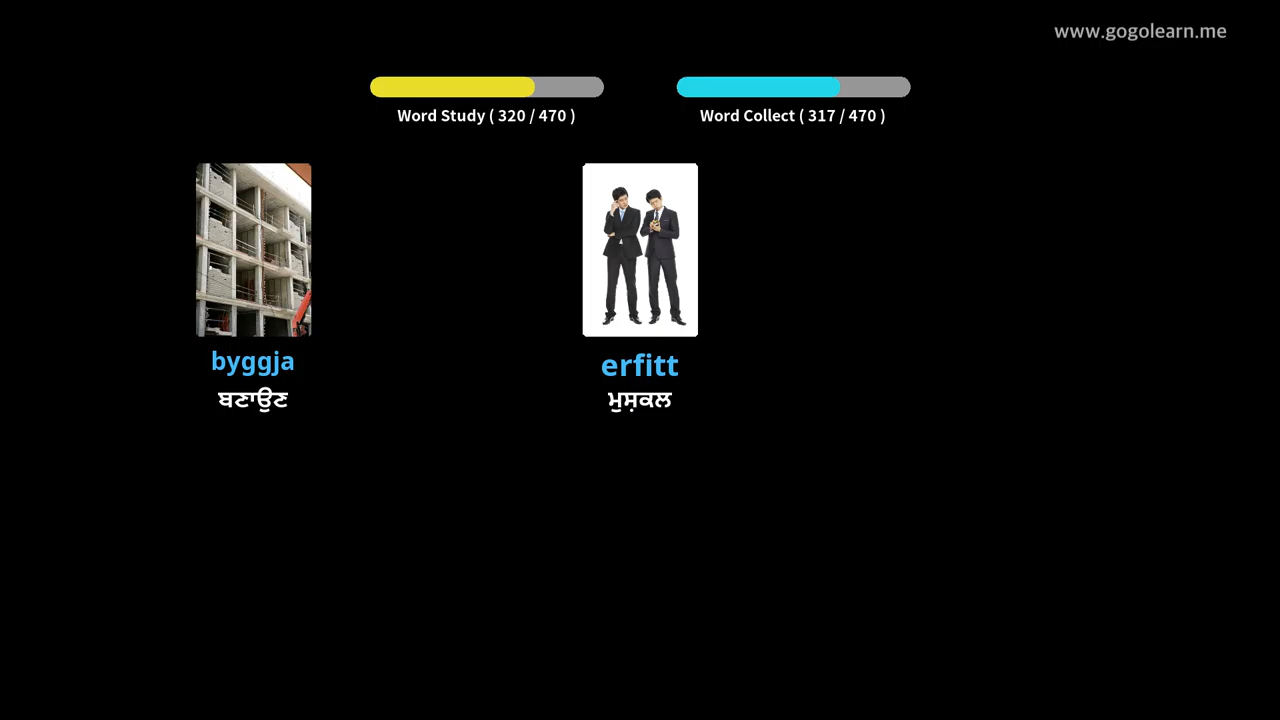 www.gogolearn.me
Word Study ( 320 / 470 )
Word Collect ( 317 / 470 )
byggja
ਬਣਾਉਣ
erfitt
ਮੁਸ਼ਕਲ